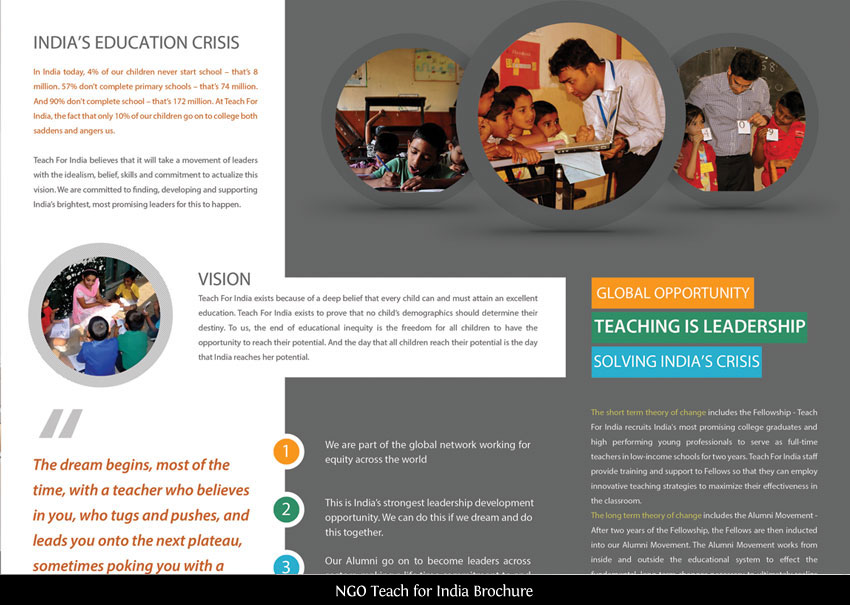 INDIA'S EDUCATION CRISIS
In India today, 4% of our children never start school – that's 8
million. 57% don't complete primary schools – that's 74 million.
And 90% don't complete school – that's 172 million. At Teach For
India, the fact that only 10% of our children go on to college both
saddens and angers us.
Teach For India believes that it will take a movement of leaders
with the idealism, belief, skills and commitment to actualize this
vision. We are committed to finding, developing and supporting
India's brightest, most promising leaders for this to happen.
VISION
Teach For India exists because of a deep belief that every child can and must attain an excellent
education. Teach For India exists to prove that no child's demographics should determine their
destiny. To us, the end of educational inequity is the freedom for all children to have the
opportunity to reach their potential. And the day that all children reach their potential is the day
that India reaches her potential.
"
The dream begins, most of the
time, with a teacher who believes
in you, who tugs and pushes, and
leads you onto the next plateau,
sometimes poking you with a
1
We are part of the global network working for
equity across the world
2
This is India's strongest leadership development
opportunity. We can do this if we dream and do
this together.
3
Our Alumni go on to become leaders across
GLOBAL OPPORTUNITY
TEACHING IS LEADERSHIP
SOLVING INDIA'S CRISIS
The short term theory of change includes the Fellowship - Teach
For India recruits India's most promising college graduates and
high performing young professionals to serve as full-time
teachers in low-income schools for two years. Teach For India staff
provide training and support to Fellows so that they can employ
innovative teaching strategies to maximize their effectiveness in
the classroom.
The long term theory of change includes the Alumni Movement -
After two years of the Fellowship, the Fellows are then inducted
into our Alumni Movement. The Alumni Movement works from
inside and outside the educational system to effect the
NGO Teach for India Brochure